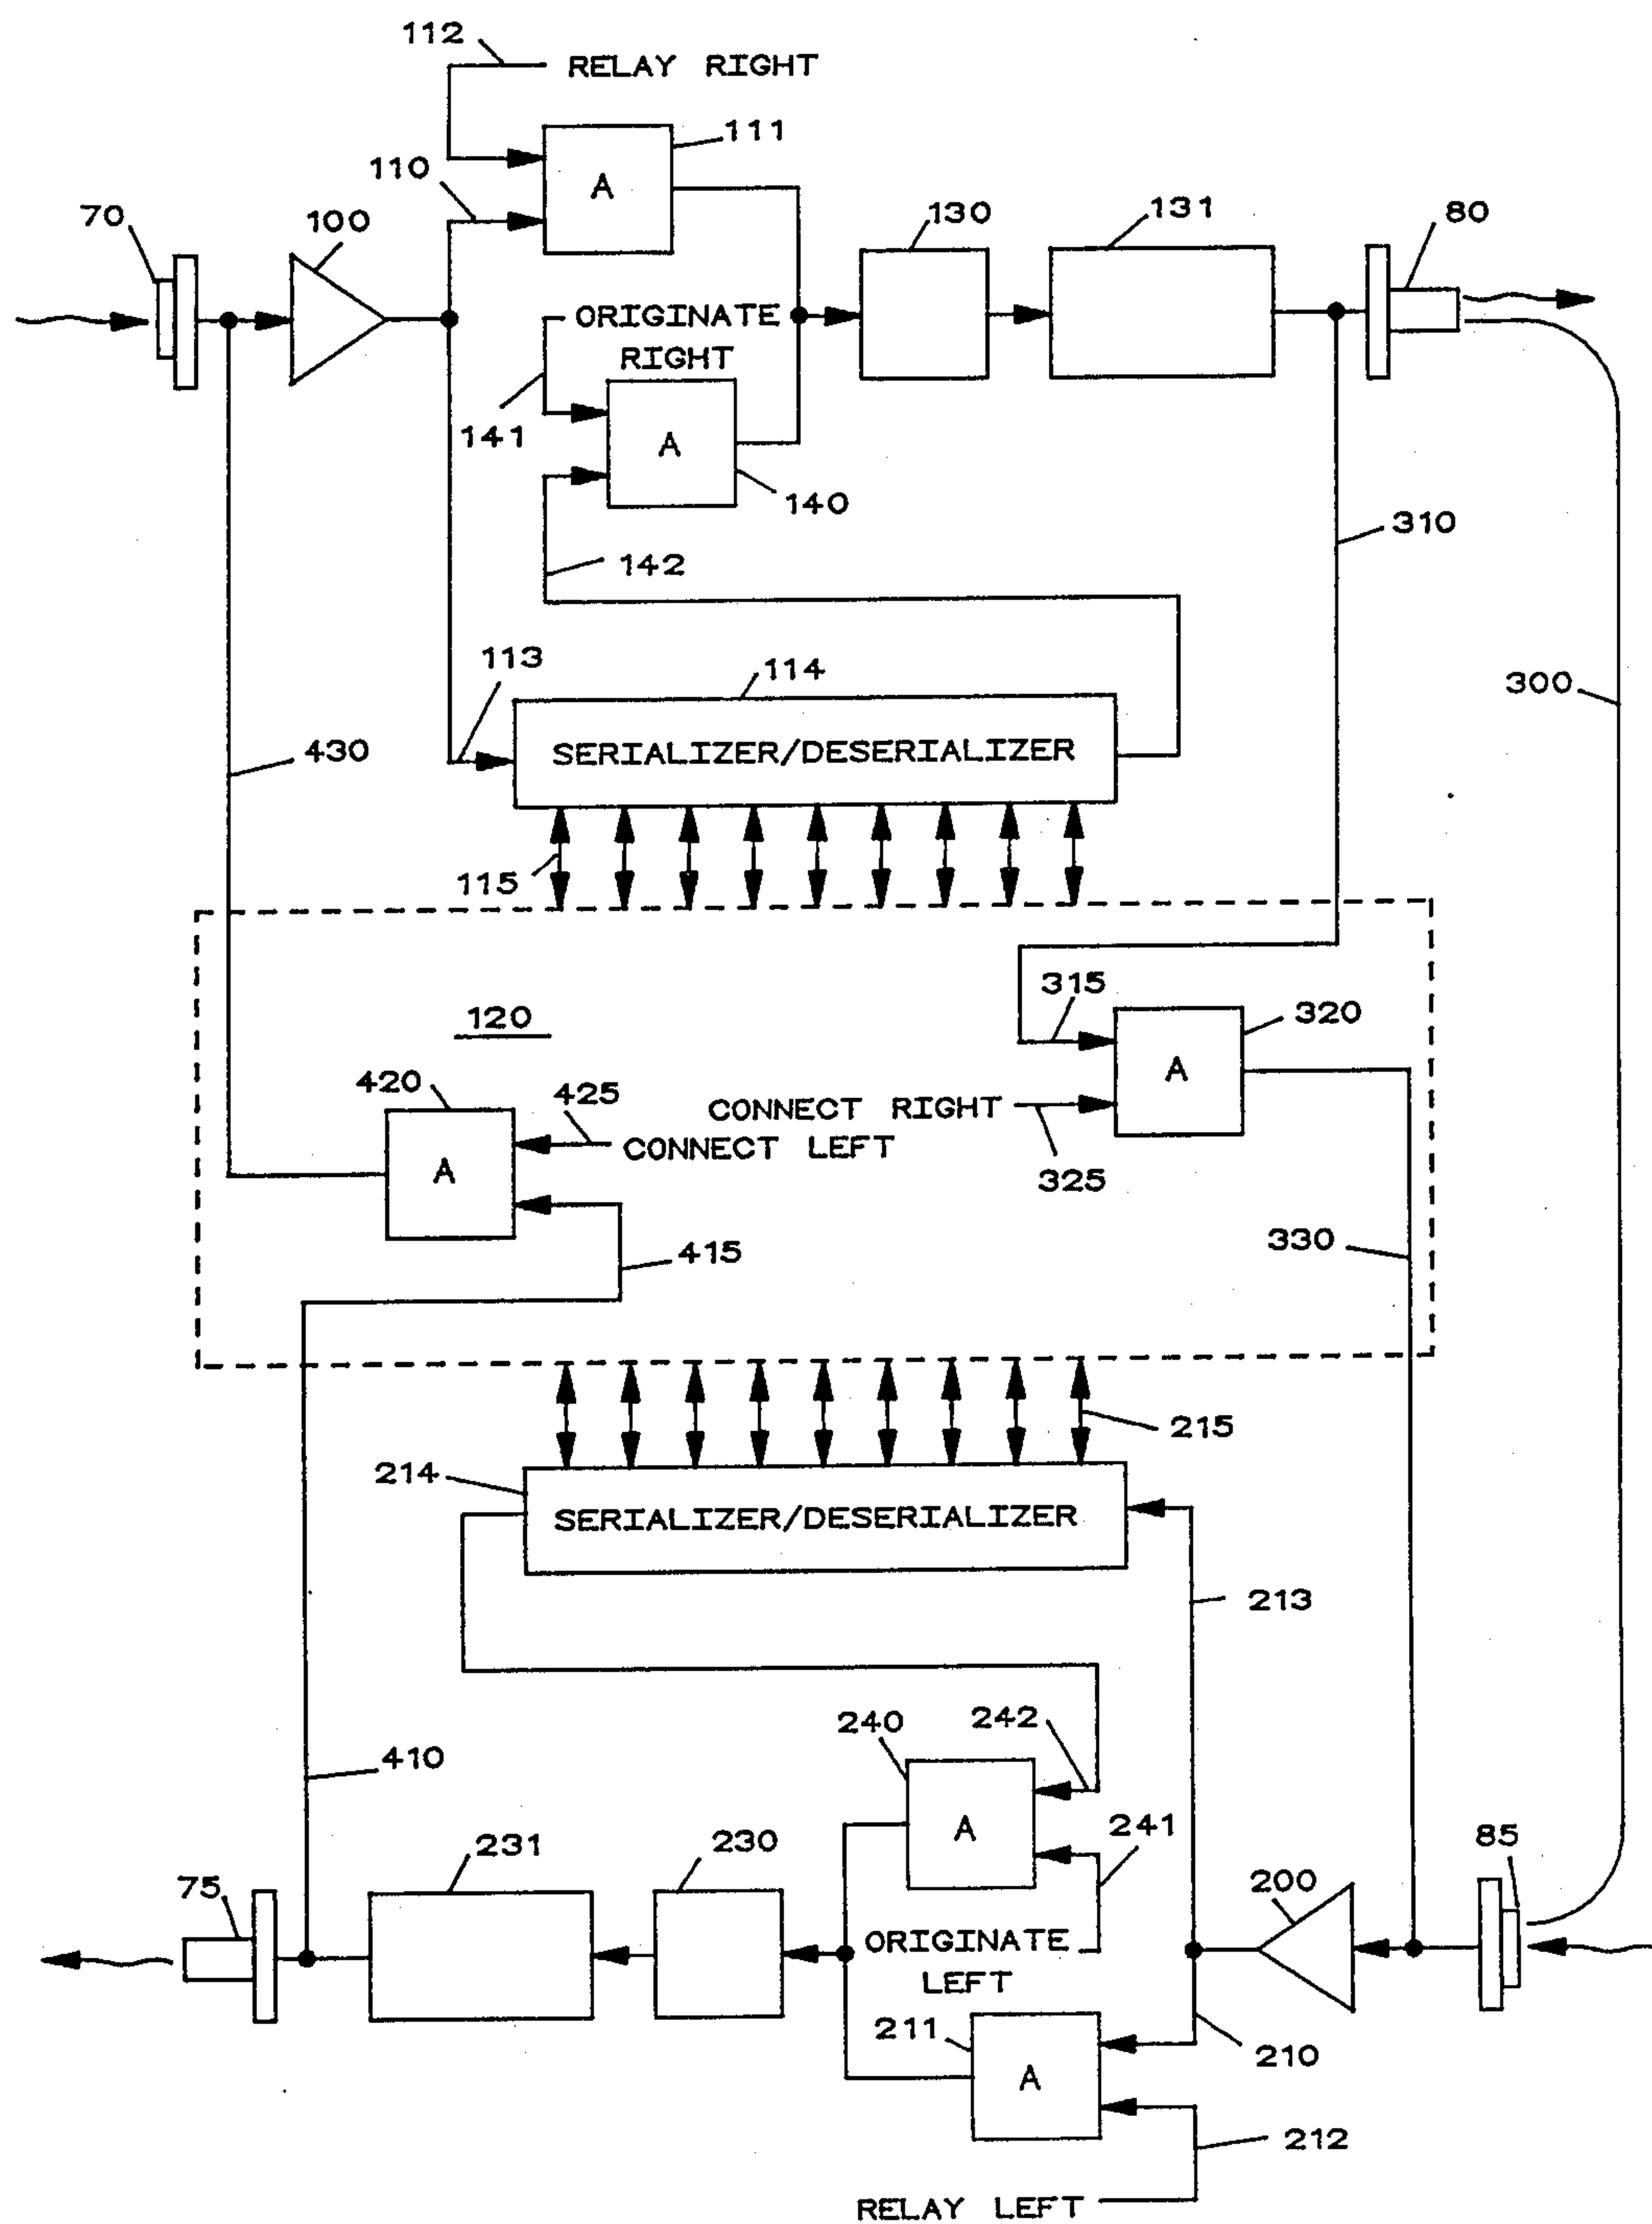 112
RELAY RIGHT
111
A
110
70
100
130
131
80
ORIGINATE
RIGHT
141
A
140
142
310
113
114
300
430
SERIALIZER/DESERIALIZER
115
120
315
320
A
420
425
CONNECT RIGHT
CONNECT LEFT
A
325
415
330
215
214
SERIALIZER/DESERIALIZER
213
240
242
410
A
241
231
230
85
75
200
ORIGINATE
LEFT
211
210
A
212
RELAY LEFT